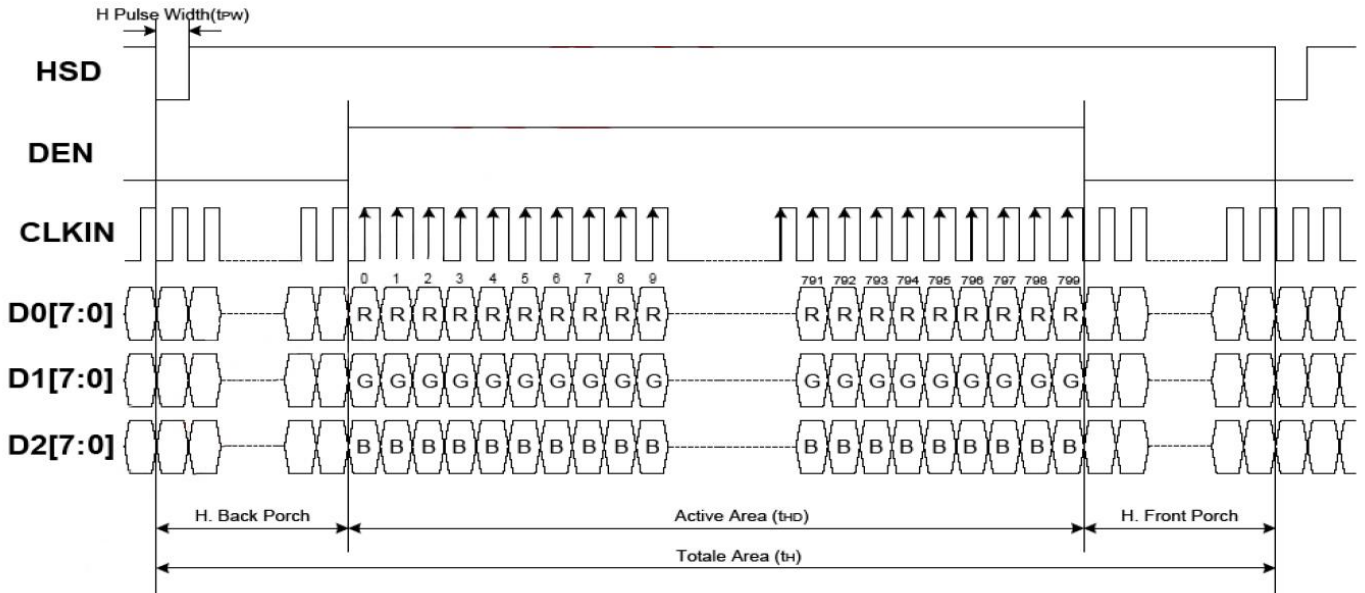 H Pulse Width(tPW)
HSD
DEN
CLKIN
0 1 2 3 4 5 6 7 8 9 791 792 793 794 795 796 797 798 799
D0[7:0] R R R R R R R R R R R R R R R R R R R
D1[7:0] G G G G G G G G G G G G G G G G G G G
D2[7:0] B B B B B B B B B B B B B B B B B B B
H. Back Porch Active Area (tHD) H. Front Porch
Totale Area (tH)